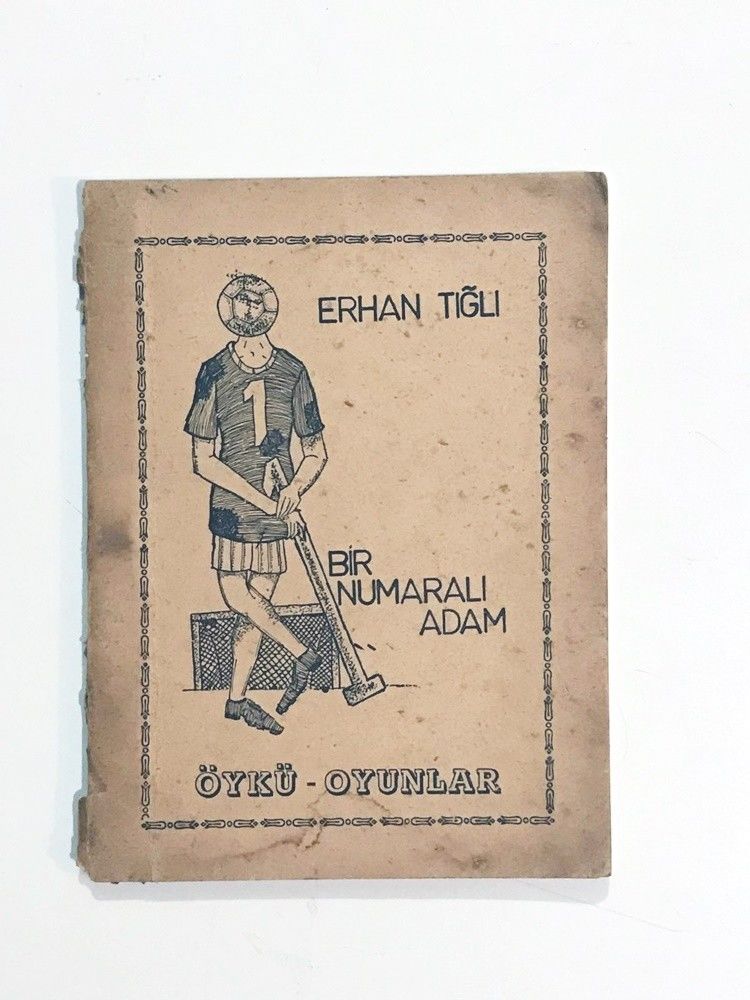 ERHAN TIĞLI
1
BİR
NUMARALI
ADAM
ÖYKÜ - OYUNLAR